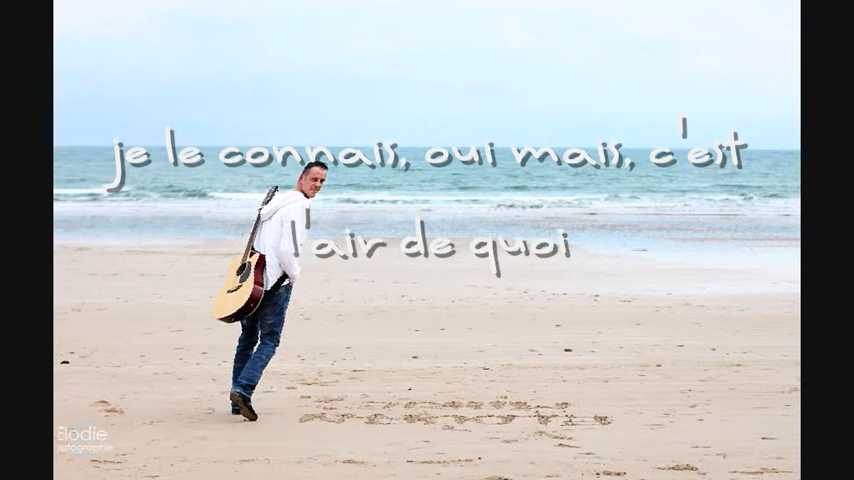 je le connais, oui mais, c'est
l'air de quoi
Elodie